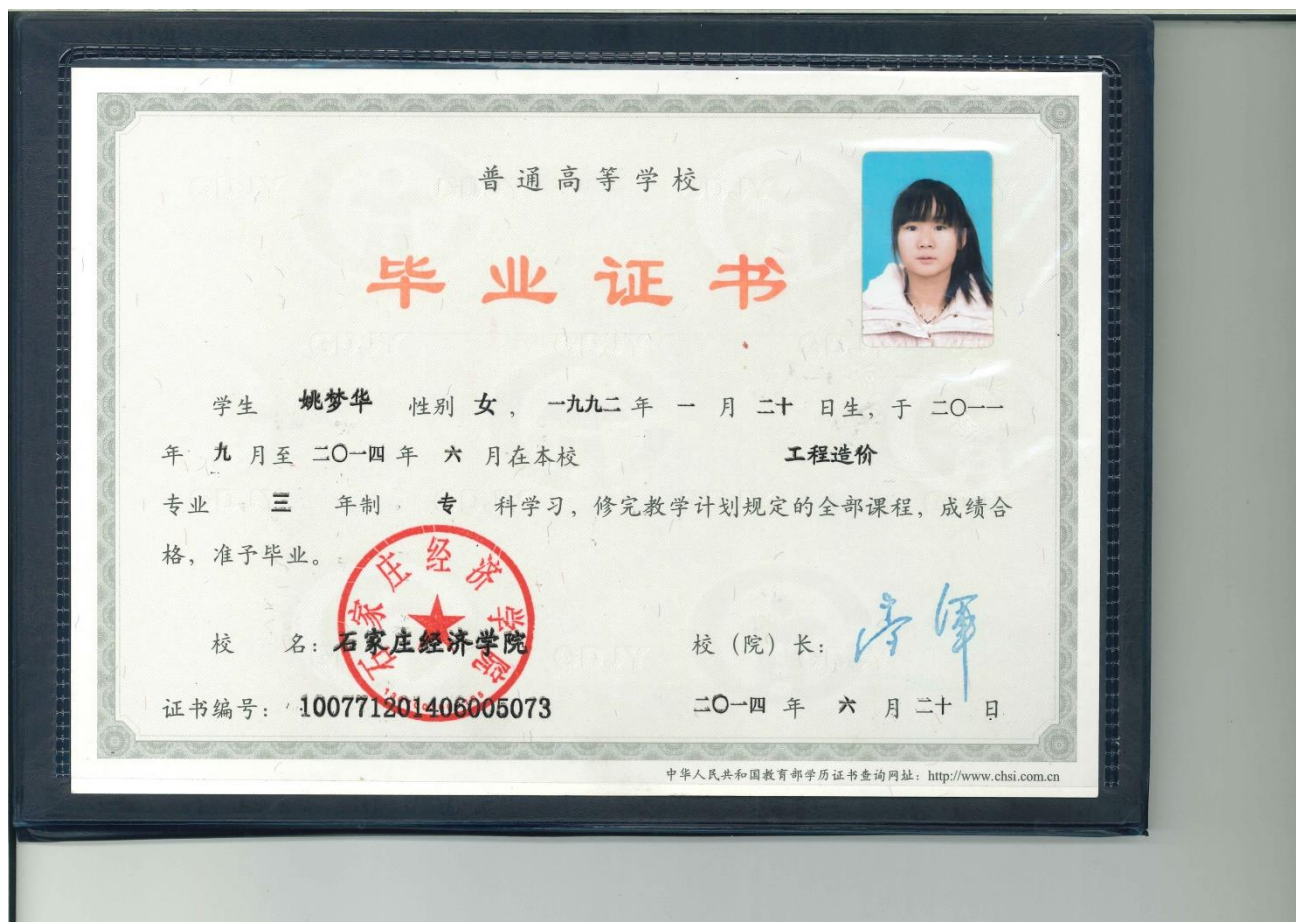 普通高等学校
毕业证书
学生 姚梦华 性别 女 ，一九九二 年 一 月 二十 日生，于 二〇一一
年 九 月至 二〇一四 年 六 月在本校 工程造价
专业 三 年制 专 科学习，修完教学计划规定的全部课程，成绩合
格，准予毕业。
石家庄经济学院
校 名：石家庄经济学院 校（院）长：
证书编号：100771201406005073 二〇一四 年 六 月 二十 日
中华人民共和国教育部学历证书查询网址：http://www.chsi.com.cn